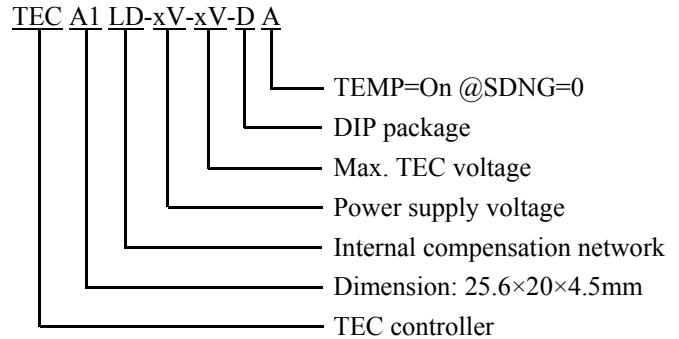 TEC A1 LD-xV-xV-D A
TEMP=On @SDNG=0
DIP package
Max. TEC voltage
Power supply voltage
Internal compensation network
Dimension: 25.6×20×4.5mm
TEC controller